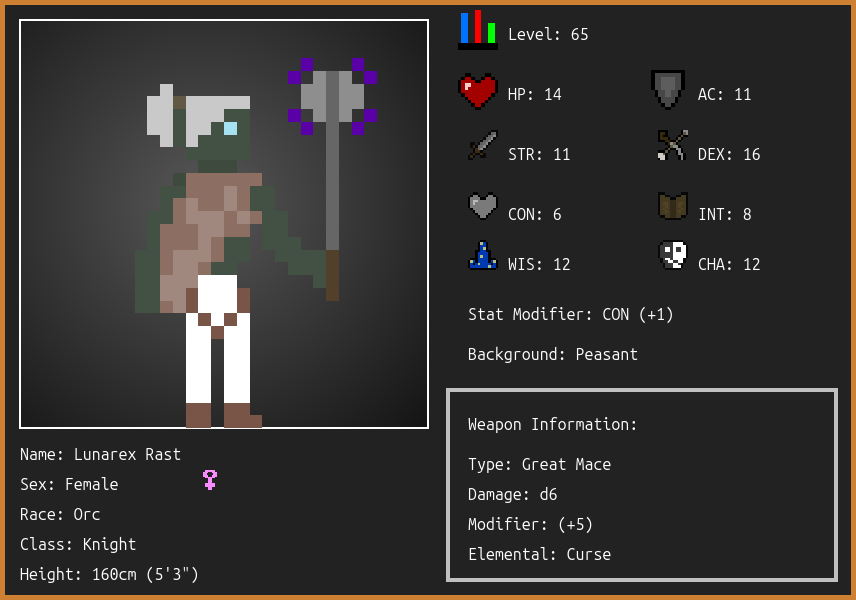 Level: 65
HP: 14
AC: 11
STR: 11
DEX: 16
CON: 6
INT: 8
WIS: 12
CHA: 12
Stat Modifier: CON (+1)
Background: Peasant
Weapon Information:
Type: Great Mace
Damage: d6
Modifier: (+5)
Elemental: Curse
Name: Lunarex Rast
Sex: Female
Race: Orc
Class: Knight
Height: 160cm (5'3")